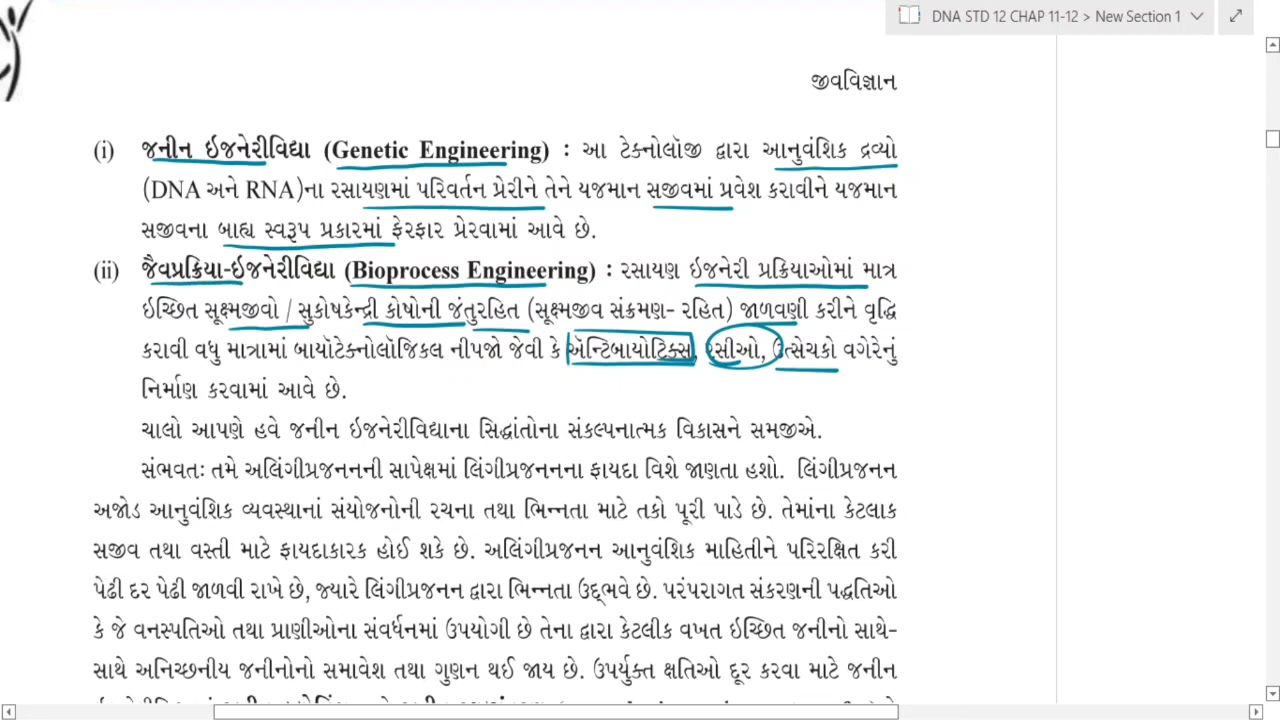 DNA STD 12 CHAP 11-12 > New Section 1
જીવવિજ્ઞાન
(i) જનીન ઇજનેરીવિદ્યા (Genetic Engineering) : આ ટેક્નોલૉજી દ્વારા આનુવંશિક દ્રવ્યો
(DNA અને RNA)ના રસાયણમાં પરિવર્તન પ્રેરીને તેને યજમાન સજીવમાં પ્રવેશ કરાવીને યજમાન
સજીવના બાહ્ય સ્વરૂપ પ્રકારમાં ફેરફાર પ્રેરવામાં આવે છે.
(ii) જૈવપ્રક્રિયા-ઇજનેરીવિદ્યા (Bioprocess Engineering) : રસાયણ ઇજનેરી પ્રક્રિયાઓમાં માત્ર
ઇચ્છિત સૂક્ષ્મજીવો / સુકોષકેન્દ્રી કોષોની જંતુરહિત (સૂક્ષ્મજીવ સંક્રમણ- રહિત) જાળવણી કરીને વૃદ્ધિ
કરાવી વધુ માત્રામાં બાયૉટેક્નોલૉજિકલ નીપજો જેવી કે ઍન્ટિબાયોટિક્સ, રસીઓ, ઉત્સેચકો વગેરેનું
નિર્માણ કરવામાં આવે છે.
ચાલો આપણે હવે જનીન ઇજનેરીવિદ્યાના સિદ્ધાંતોના સંકલ્પનાત્મક વિકાસને સમજીએ.
સંભવતઃ તમે અલિંગીપ્રજનનની સાપેક્ષમાં લિંગીપ્રજનનના ફાયદા વિશે જાણતા હશો. લિંગીપ્રજનન
અજોડ આનુવંશિક વ્યવસ્થાનાં સંયોજનોની રચના તથા ભિન્નતા માટે તકો પૂરી પાડે છે. તેમાંના કેટલાક
સજીવ તથા વસ્તી માટે ફાયદાકારક હોઈ શકે છે. અલિંગીપ્રજનન આનુવંશિક માહિતીને પરિરક્ષિત કરી
પેઢી દર પેઢી જાળવી રાખે છે, જ્યારે લિંગીપ્રજનન દ્વારા ભિન્નતા ઉદ્ભવે છે. પરંપરાગત સંકરણની પદ્ધતિઓ
કે જે વનસ્પતિઓ તથા પ્રાણીઓના સંવર્ધનમાં ઉપયોગી છે તેના દ્વારા કેટલીક વખત ઇચ્છિત જનીનો સાથે-
સાથે અનિચ્છનીય જનીનોનો સમાવેશ તથા ગુણન થઈ જાય છે. ઉપર્યુક્ત ક્ષતિઓ દૂર કરવા માટે જનીન